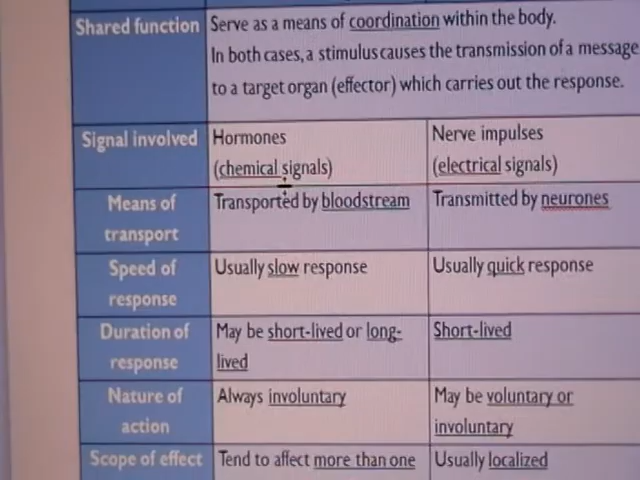 Shared function
Serve as a means of coordination within the body.
In both cases, a stimulus causes the transmission of a message
to a target organ (effector) which carries out the response.
Signal involved
Hormones
(chemical signals)
Nerve impulses
(electrical signals)
Means of
transport
Transported by bloodstream
Transmitted by neurones
Speed of
response
Usually slow response
Usually quick response
Duration of
response
May be short-lived or long-
lived
Short-lived
Nature of
action
Always involuntary
May be voluntary or
involuntary
Scope of effect
Tend to affect more than one
Usually localized